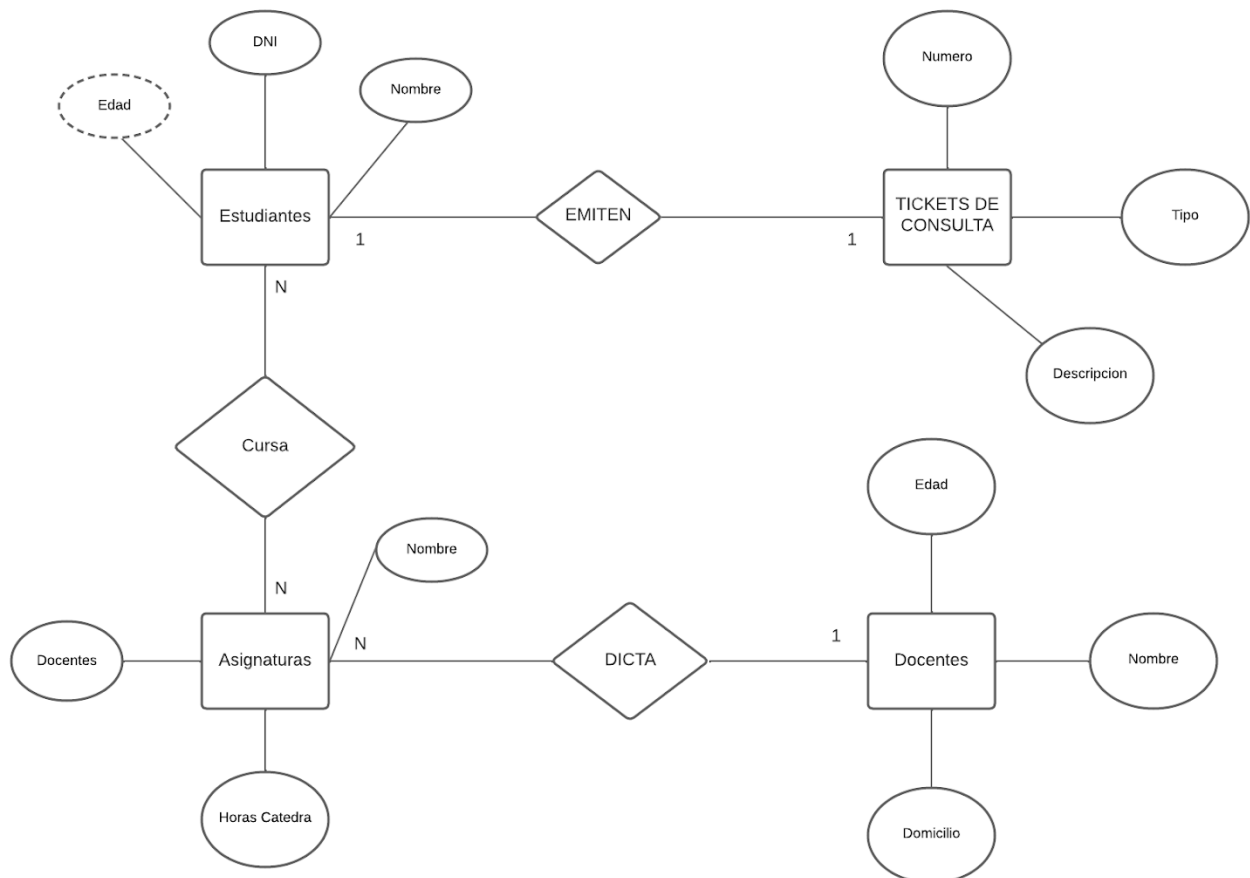 DNI
Numero
Nombre
Edad
Estudiantes
EMITEN
TICKETS DE
CONSULTA
Tipo
1
1
N
Descripcion
Cursa
Edad
Nombre
N
N
1
Docentes
Asignaturas
DICTA
Docentes
Nombre
Horas Catedra
Domicilio